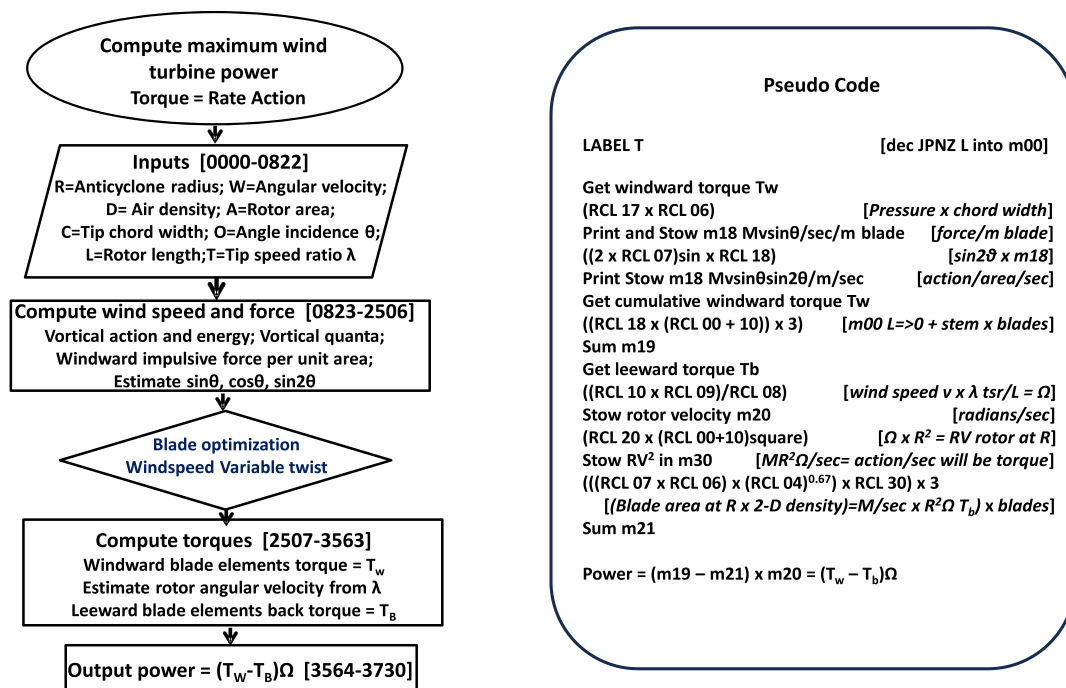 Compute maximum wind
turbine power
Torque = Rate Action
Inputs [0000-0822]
R=Anticyclone radius; W=Angular velocity;
D= Air density; A=Rotor area;
C=Tip chord width; O=Angle incidence θ;
L=Rotor length;T=Tip speed ratio λ
Compute wind speed and force [0823-2506]
Vortical action and energy; Vortical quanta;
Windward impulsive force per unit area;
Estimate sinθ, cosθ, sin2θ
Blade optimization
Windspeed Variable twist
Compute torques [2507-3563]
Windward blade elements torque = Tw
Estimate rotor angular velocity from λ
Leeward blade elements back torque = TB
Output power = (TW-TB)Ω [3564-3730]
Pseudo Code
LABEL T [dec JPNZ L into m00]
Get windward torque Tw
(RCL 17 x RCL 06) [Pressure x chord width]
Print and Stow m18 Mvsinθ/sec/m blade [force/m blade]
((2 x RCL 07)sin x RCL 18) [sin2ϑ x m18]
Print Stow m18 Mvsinθsin2θ/m/sec [action/area/sec]
Get cumulative windward torque Tw
((RCL 18 x (RCL 00 + 10)) x 3) [m00 L=>0 + stem x blades]
Sum m19
Get leeward torque Tb
((RCL 10 x RCL 09)/RCL 08) [wind speed v x λ tsr/L = Ω]
Stow rotor velocity m20 [radians/sec]
(RCL 20 x (RCL 00+10)square) [Ω x R² = RV rotor at R]
Stow RV² in m30 [MR²Ω/sec= action/sec will be torque]
(((RCL 07 x RCL 06) x (RCL 04)^0.67) x RCL 30) x 3
[(Blade area at R x 2-D density)=M/sec x R²Ω Tb) x blades]
Sum m21
Power = (m19 – m21) x m20 = (Tw – Tb)Ω